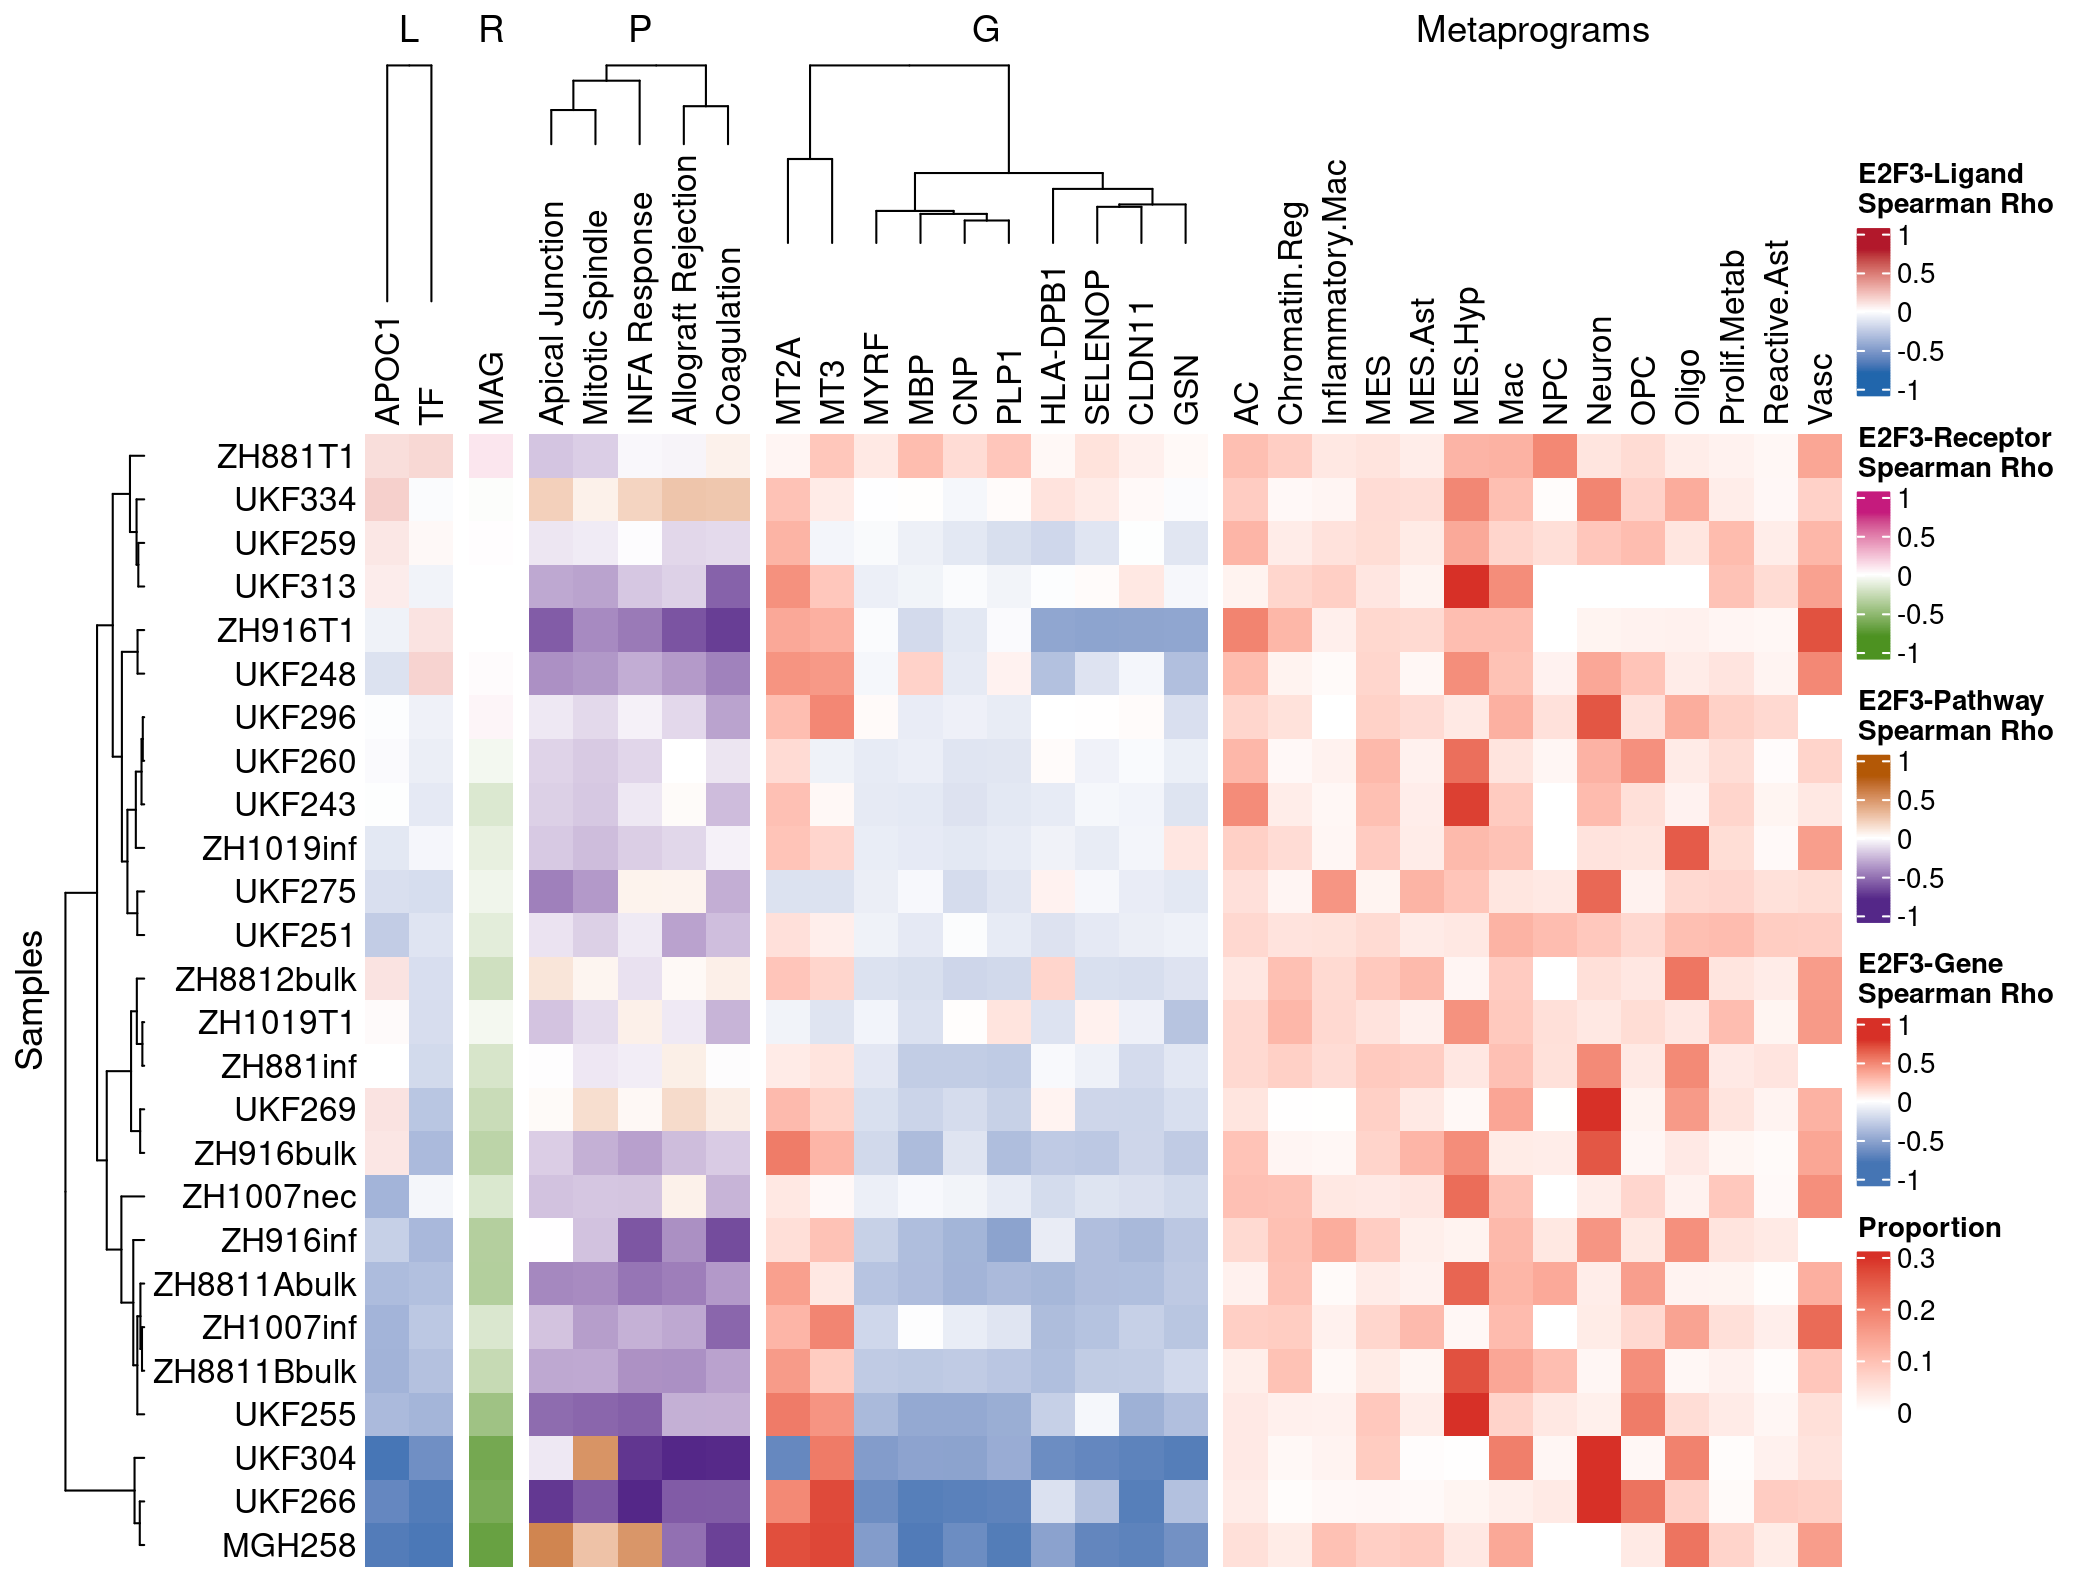 L R P G Metaprograms
APOC1
TF
MAG
Apical Junction
Mitotic Spindle
INFA Response
Allograft Rejection
Coagulation
MT2A
MT3
MYRF
MBP
CNP
PLP1
HLA-DPB1
SELENOP
CLDN11
GSN
AC
Chromatin.Reg
Inflammatory.Mac
MES
MES.Ast
MES.Hyp
Mac
NPC
Neuron
OPC
Oligo
Prolif.Metab
Reactive.Ast
Vasc
Samples
ZH881T1
UKF334
UKF259
UKF313
ZH916T1
UKF248
UKF296
UKF260
UKF243
ZH1019inf
UKF275
UKF251
ZH8812bulk
ZH1019T1
ZH881inf
UKF269
ZH916bulk
ZH1007nec
ZH916inf
ZH8811Abulk
ZH1007inf
ZH8811Bbulk
UKF255
UKF304
UKF266
MGH258
E2F3-Ligand
Spearman Rho
1
0.5
0
-0.5
-1
E2F3-Receptor
Spearman Rho
1
0.5
0
-0.5
-1
E2F3-Pathway
Spearman Rho
1
0.5
0
-0.5
-1
E2F3-Gene
Spearman Rho
1
0.5
0
-0.5
-1
Proportion
0.3
0.2
0.1
0